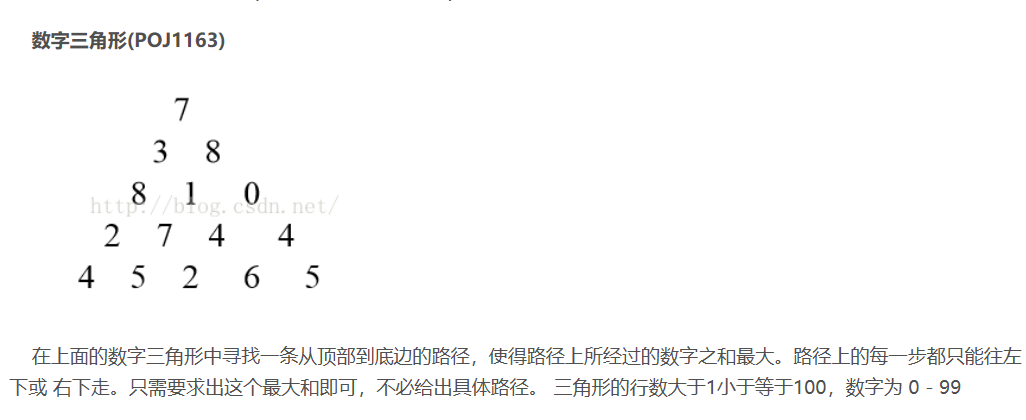 数字三角形(POJ1163)
7
3 8
8 1 0
http://blog.csdn.net/
2 7 4 4
4 5 2 6 5
在上面的数字三角形中寻找一条从顶部到底边的路径，使得路径上所经过的数字之和最大。路径上的每一步都只能往左
下或 右下走。只需要求出这个最大和即可，不必给出具体路径。 三角形的行数大于1小于等于100，数字为 0 - 99